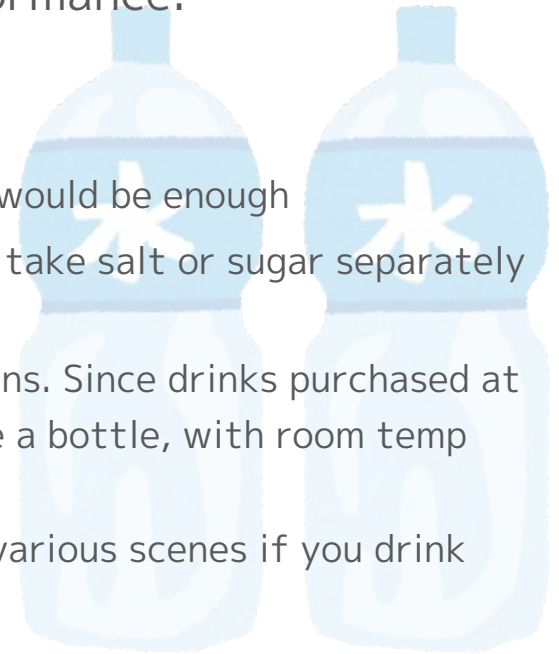 ormance.
would be enough
take salt or sugar separately
ns. Since drinks purchased at
e a bottle, with room temp
various scenes if you drink
水 水